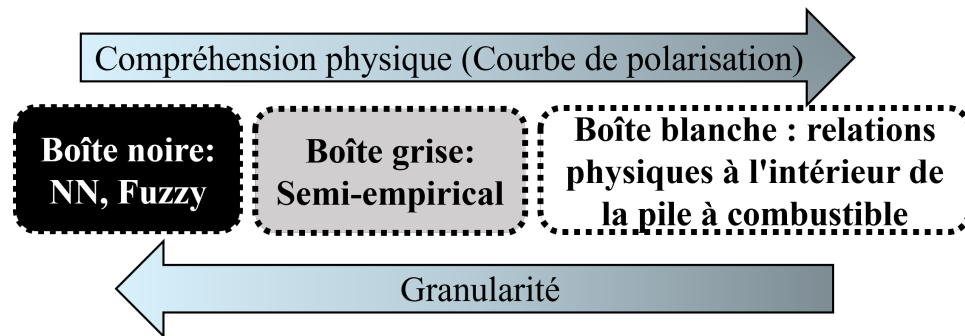 Compréhension physique (Courbe de polarisation)
Boîte noire:
NN, Fuzzy
Boîte grise:
Semi-empirical
Boîte blanche : relations
physiques à l'intérieur de
la pile à combustible
Granularité